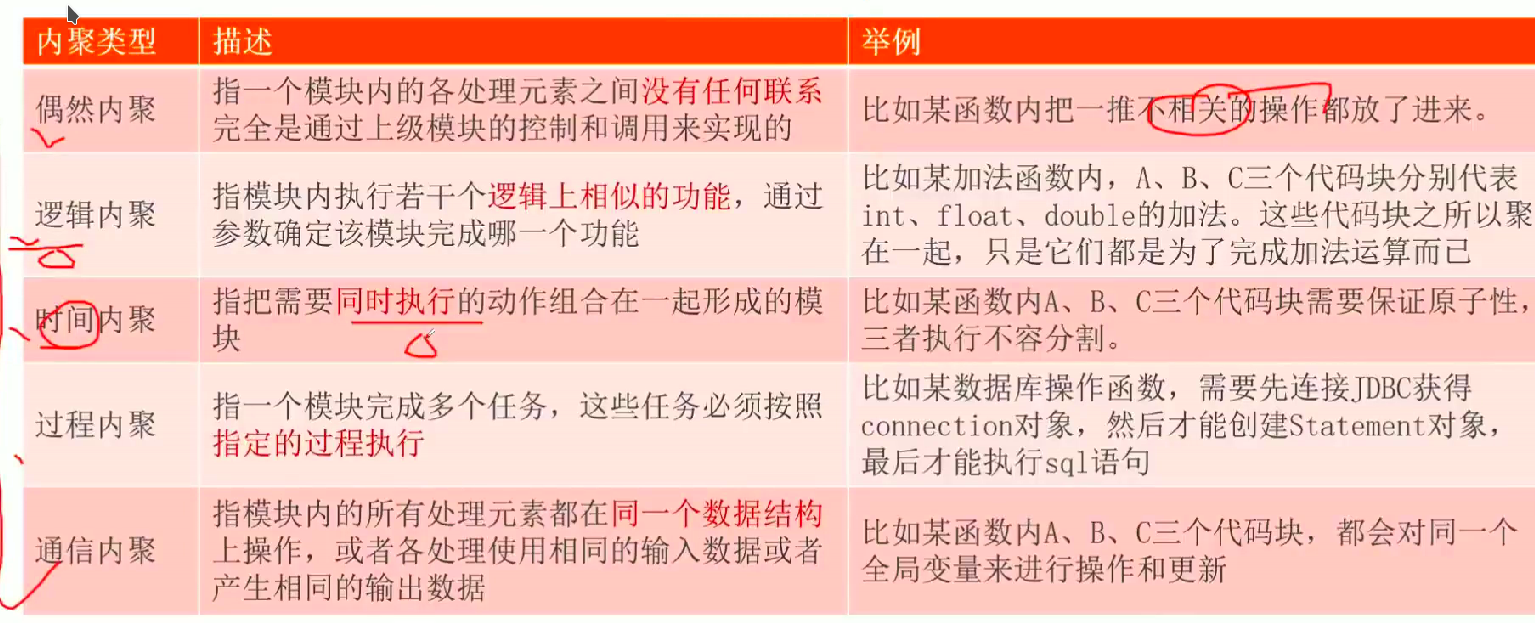 内聚类型
描述
举例
偶然内聚
指一个模块内的各处理元素之间没有任何联系
完全是通过上级模块的控制和调用来实现的
比如某函数内把一推不相关的操作都放了进来。
逻辑内聚
指模块内执行若干个逻辑上相似的功能，通过
参数确定该模块完成哪一个功能
比如某加法函数内，A、B、C三个代码块分别代表
int、float、double的加法。这些代码块之所以聚
在一起，只是它们都是为了完成加法运算而已
时间内聚
指把需要同时执行的动作组合在一起形成的模
块
比如某函数内A、B、C三个代码块需要保证原子性，
三者执行不容分割。
过程内聚
指一个模块完成多个任务，这些任务必须按照
指定的过程执行
比如某数据库操作函数，需要先连接JDBC获得
connection对象，然后才能创建Statement对象，
最后才能执行sql语句
通信内聚
指模块内的所有处理元素都在同一个数据结构
上操作，或者各处理使用相同的输入数据或者
产生相同的输出数据
比如某函数内A、B、C三个代码块，都会对同一个
全局变量来进行操作和更新